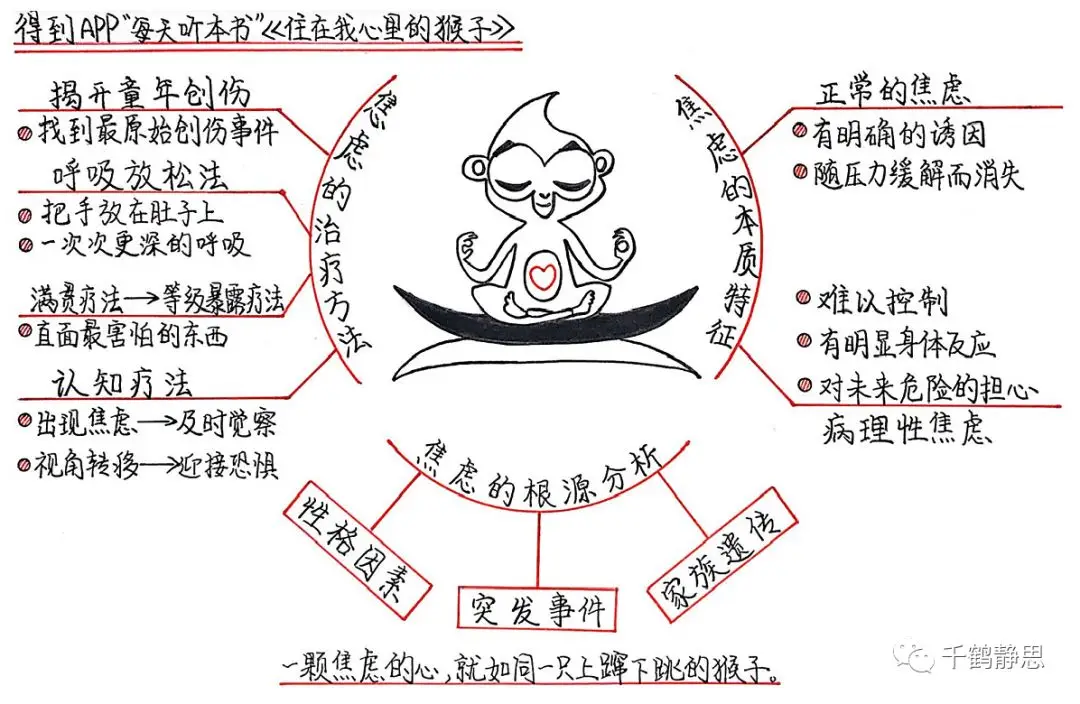 得到APP“每天听本书”《住在我心里的猴子》
焦虑的治疗方法
揭开童年创伤
找到最原始创伤事件
呼吸放松法
把手放在肚子上
一次次更深的呼吸
满贯疗法→等级暴露疗法
直面最害怕的东西
认知疗法
出现焦虑→及时觉察
视角转移→迎接恐惧
焦虑的本质特征
正常的焦虑
有明确的诱因
随压力缓解而消失
难以控制
有明显身体反应
对未来危险的担心
病理性焦虑
焦虑的根源分析
性格因素
突发事件
家族遗传
一颗焦虑的心,就如同一只上蹿下跳的猴子。
千鹤静思